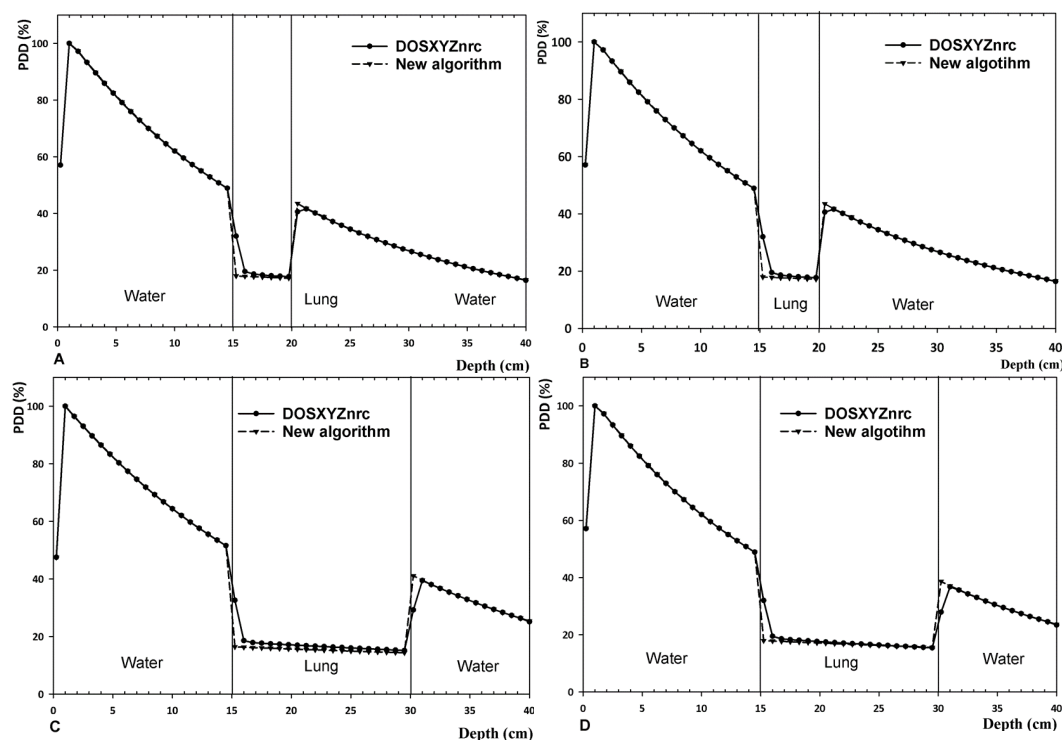 PDD (%)
100
80
60
40
20
0
DOSXYZnrc
New algorithm
Water
Lung
Water
0 5 10 15 20 25 30 35 40
A
Depth (cm)
PDD (%)
100
80
60
40
20
0
DOSXYZnrc
New algotihm
Water
Lung
Water
0 5 10 15 20 25 30 35 40
B
Depth (cm)
PDD (%)
100
80
60
40
20
0
DOSXYZnrc
New algorithm
Water
Lung
Water
0 5 10 15 20 25 30 35 40
C
Depth (cm)
PDD (%)
100
80
60
40
20
0
DOSXYZnrc
New algotihm
Water
Lung
Water
0 5 10 15 20 25 30 35 40
D
Depth (cm)